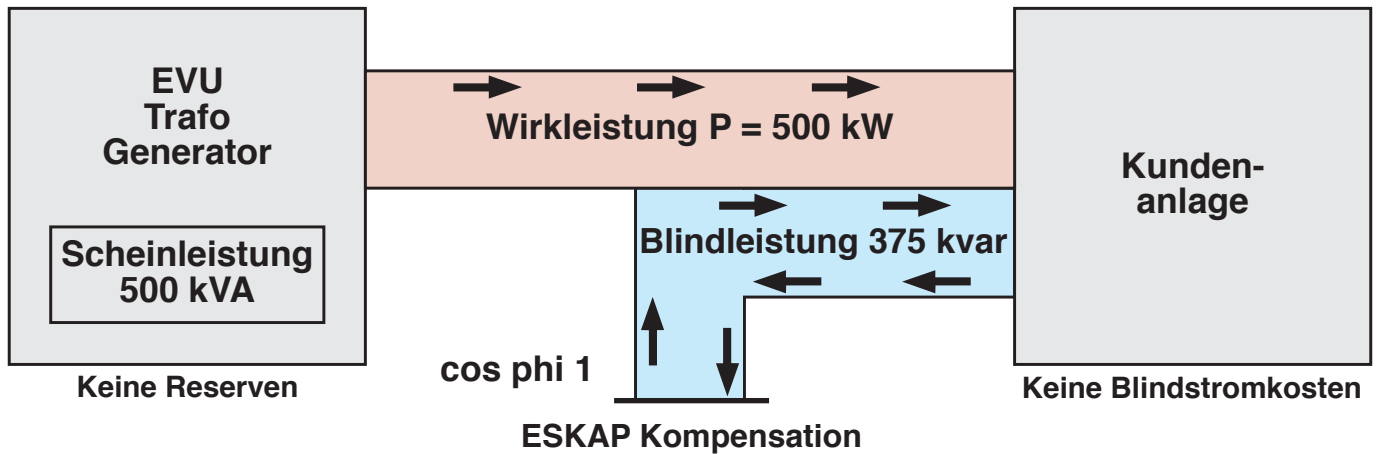 EVU
Trafo
Generator
Scheinleistung
500 kVA
Keine Reserven
Wirkleistung P = 500 kW
Blindleistung 375 kvar
cos phi 1
ESKAP Kompensation
Kunden-
anlage
Keine Blindstromkosten